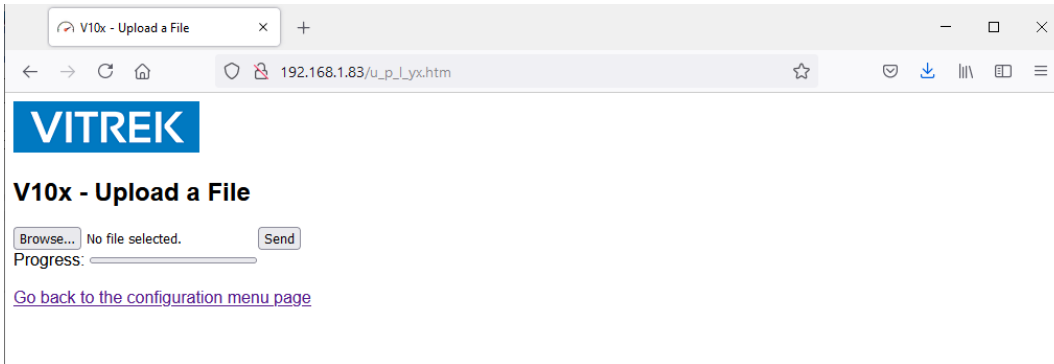 V10x - Upload a File
192.168.1.83/u_p_l_yx.htm
VITREK
V10x - Upload a File
Browse... No file selected. Send
Progress:
Go back to the configuration menu page